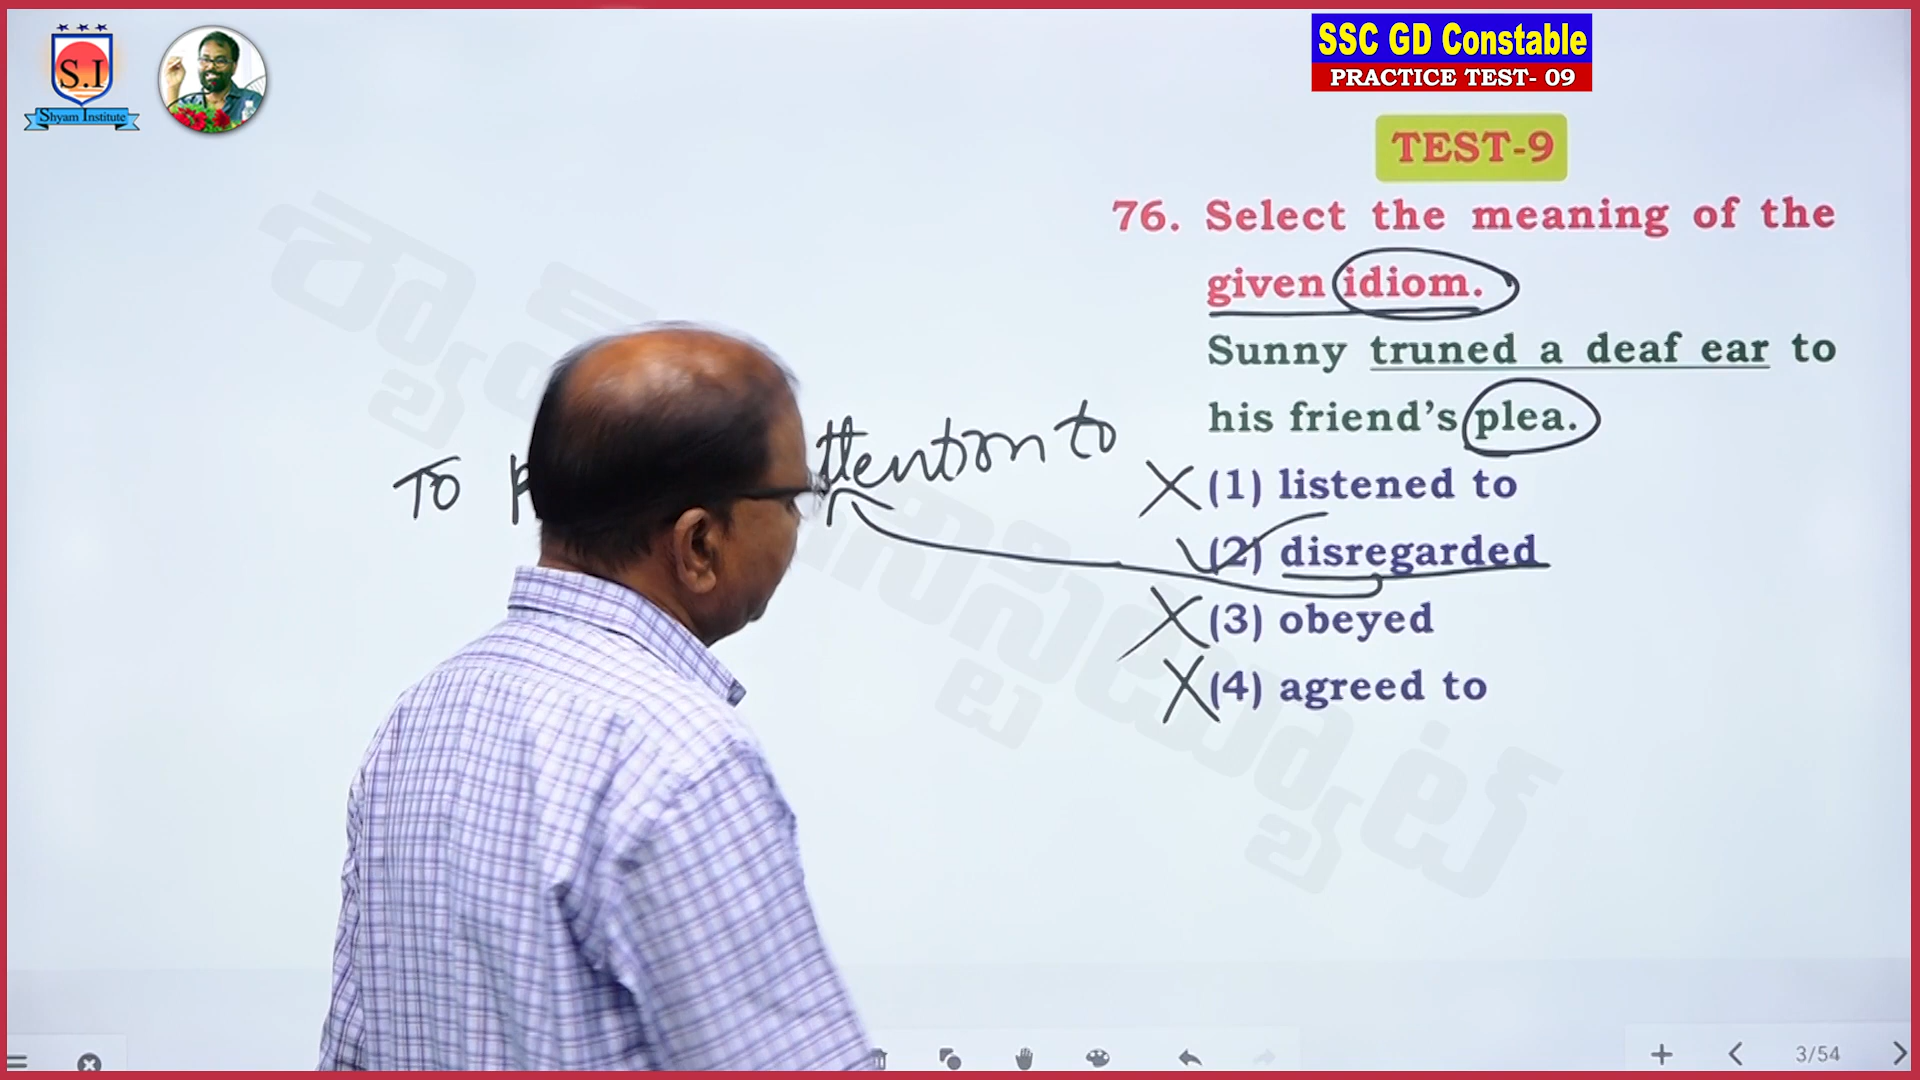 S.I
Shyam Institute
SSC GD Constable
PRACTICE TEST- 09
TEST-9
76. Select the meaning of the
given idiom.
Sunny truned a deaf ear to
his friend's plea.
To attention to
(1) listened to
(2) disregarded
(3) obeyed
(4) agreed to
శ్యామ్ ఇన్స్టిట్యూట్
3/54